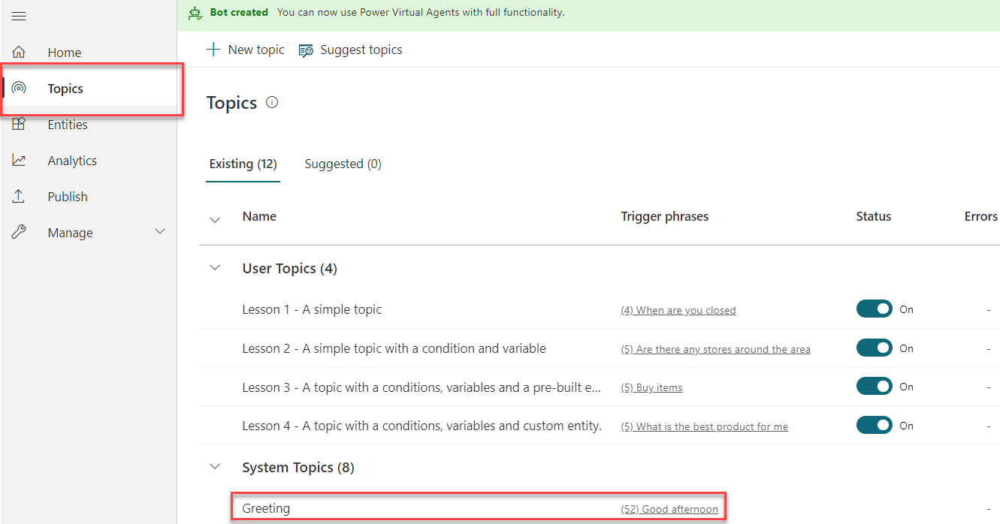 Bot created You can now use Power Virtual Agents with full functionality.
New topic Suggest topics
Home
Topics
Entities
Analytics
Publish
Manage
Topics
Existing (12) Suggested (0)
Name Trigger phrases Status Errors
User Topics (4)
Lesson 1 - A simple topic (4) When are you closed On -
Lesson 2 - A simple topic with a condition and variable (5) Are there any stores around the area On -
Lesson 3 - A topic with a conditions, variables and a pre-built e... (5) Buy items On -
Lesson 4 - A topic with a conditions, variables and custom entity. (5) What is the best product for me On -
System Topics (8)
Greeting (52) Good afternoon -